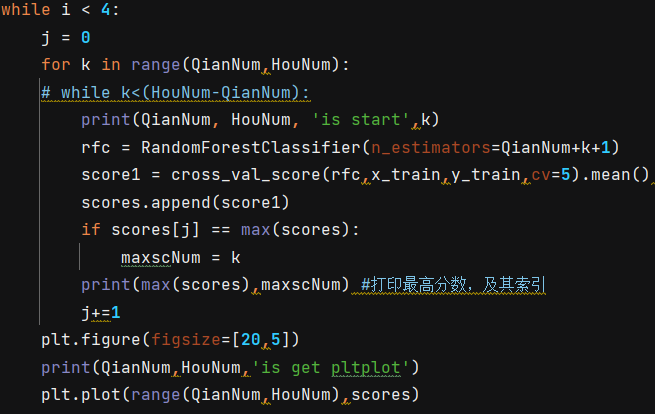 while i < 4:
    j = 0
    for k in range(QianNum,HouNum):
    # while k<(HouNum-QianNum):
        print(QianNum, HouNum, 'is start',k)
        rfc = RandomForestClassifier(n_estimators=QianNum+k+1)
        score1 = cross_val_score(rfc,x_train,y_train,cv=5).mean()
        scores.append(score1)
        if scores[j] == max(scores):
            maxscNum = k
        print(max(scores),maxscNum) #打印最高分数，及其索引
        j+=1
    plt.figure(figsize=[20,5])
    print(QianNum,HouNum,'is get pltplot')
    plt.plot(range(QianNum,HouNum),scores)